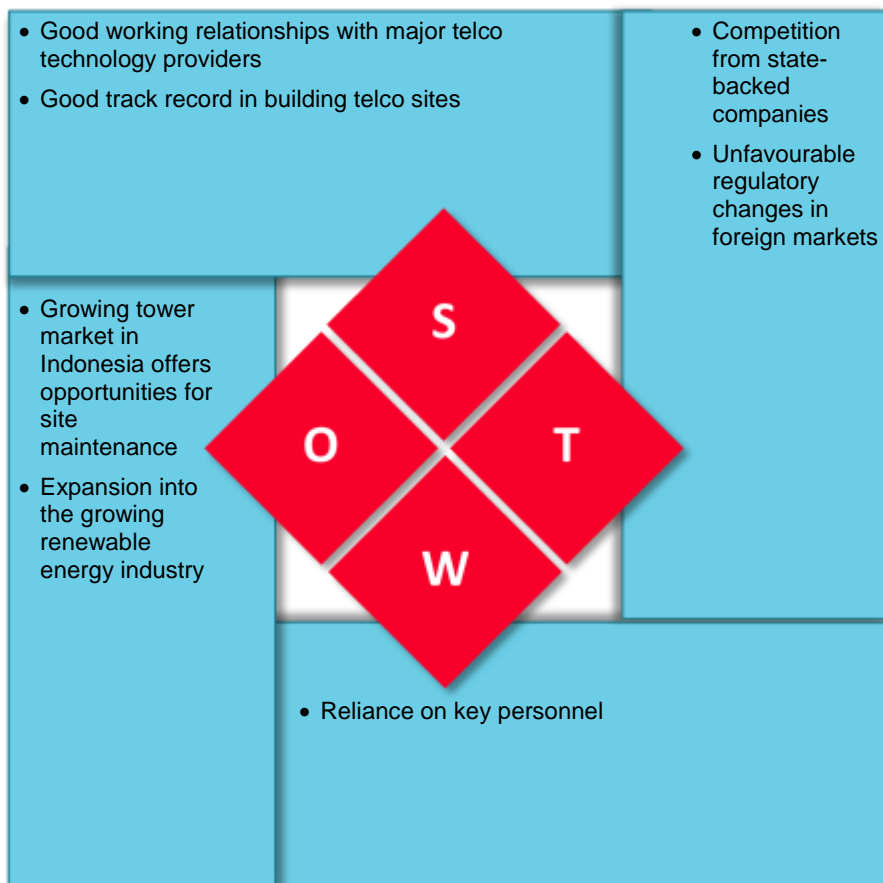 • Good working relationships with major telco
technology providers
• Good track record in building telco sites
• Competition
from state-
backed
companies
• Unfavourable
regulatory
changes in
foreign markets
• Growing tower
market in
Indonesia offers
opportunities for
site
maintenance
• Expansion into
the growing
renewable
energy industry
S
O
T
W
• Reliance on key personnel